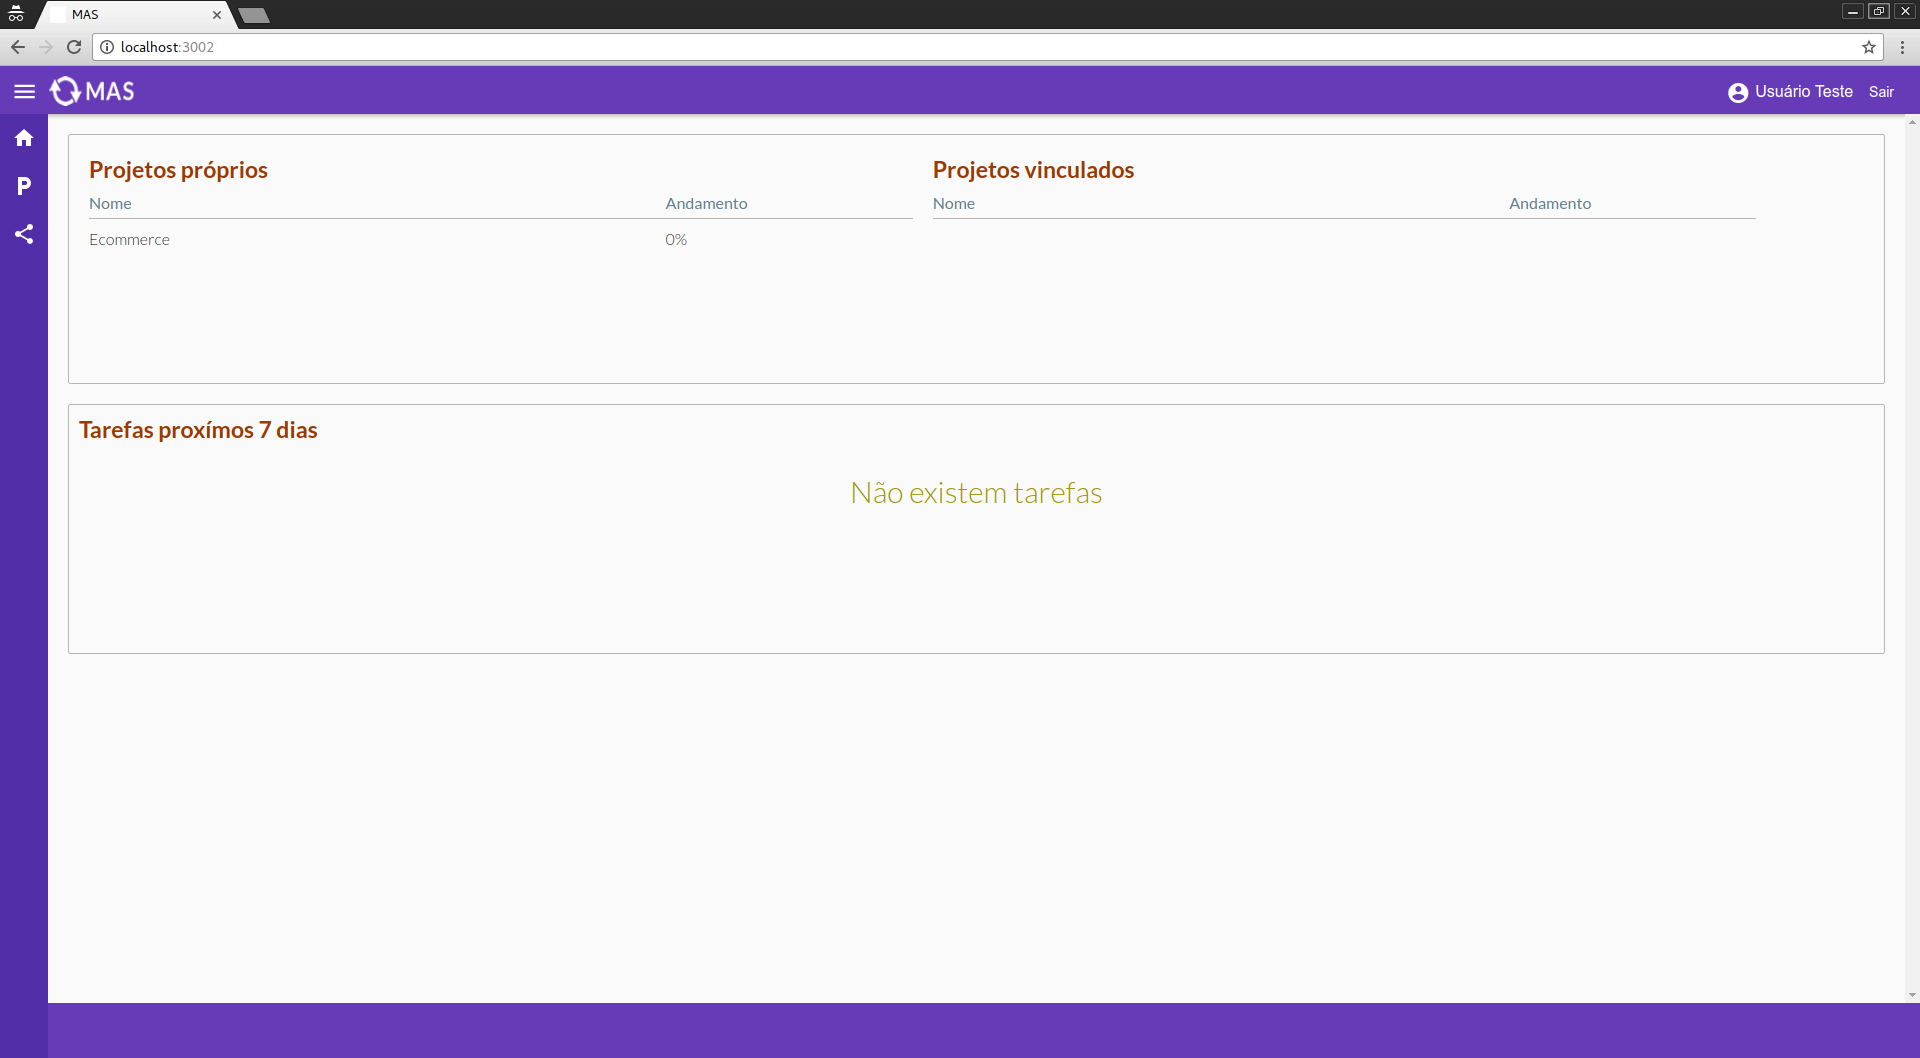 MAS
localhost:3002
MAS
Usuário Teste Sair
P
Projetos próprios
Nome Andamento
Ecommerce 0%
Projetos vinculados
Nome Andamento
Tarefas proxímos 7 dias
Não existem tarefas